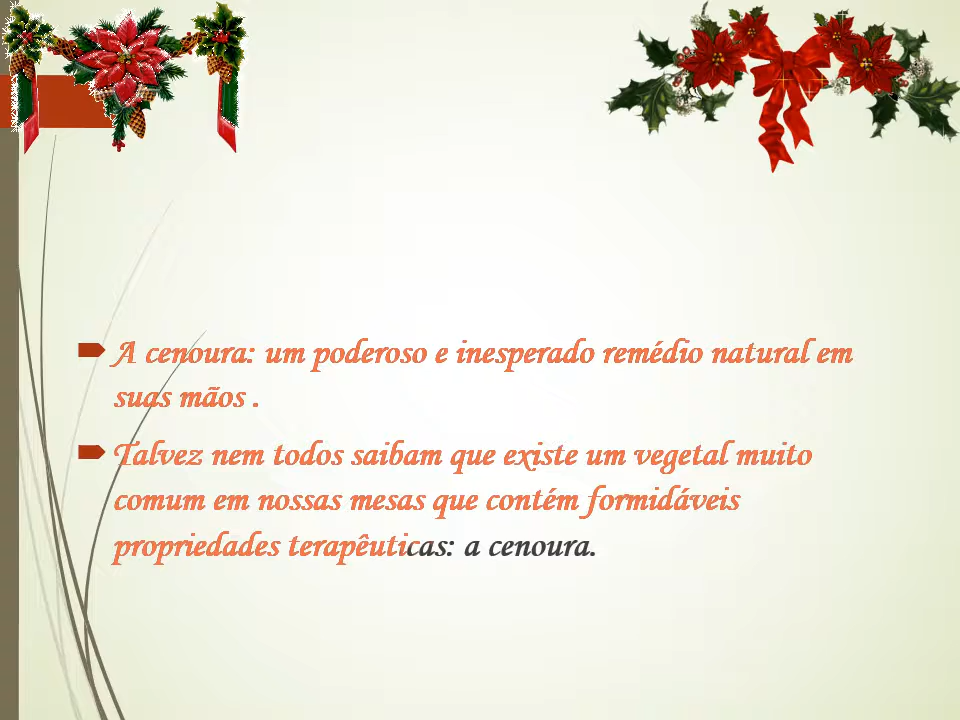 A cenoura: um poderoso e inesperado remédio natural em
suas mãos .
Talvez nem todos saibam que existe um vegetal muito
comum em nossas mesas que contém formidáveis
propriedades terapêuticas: a cenoura.